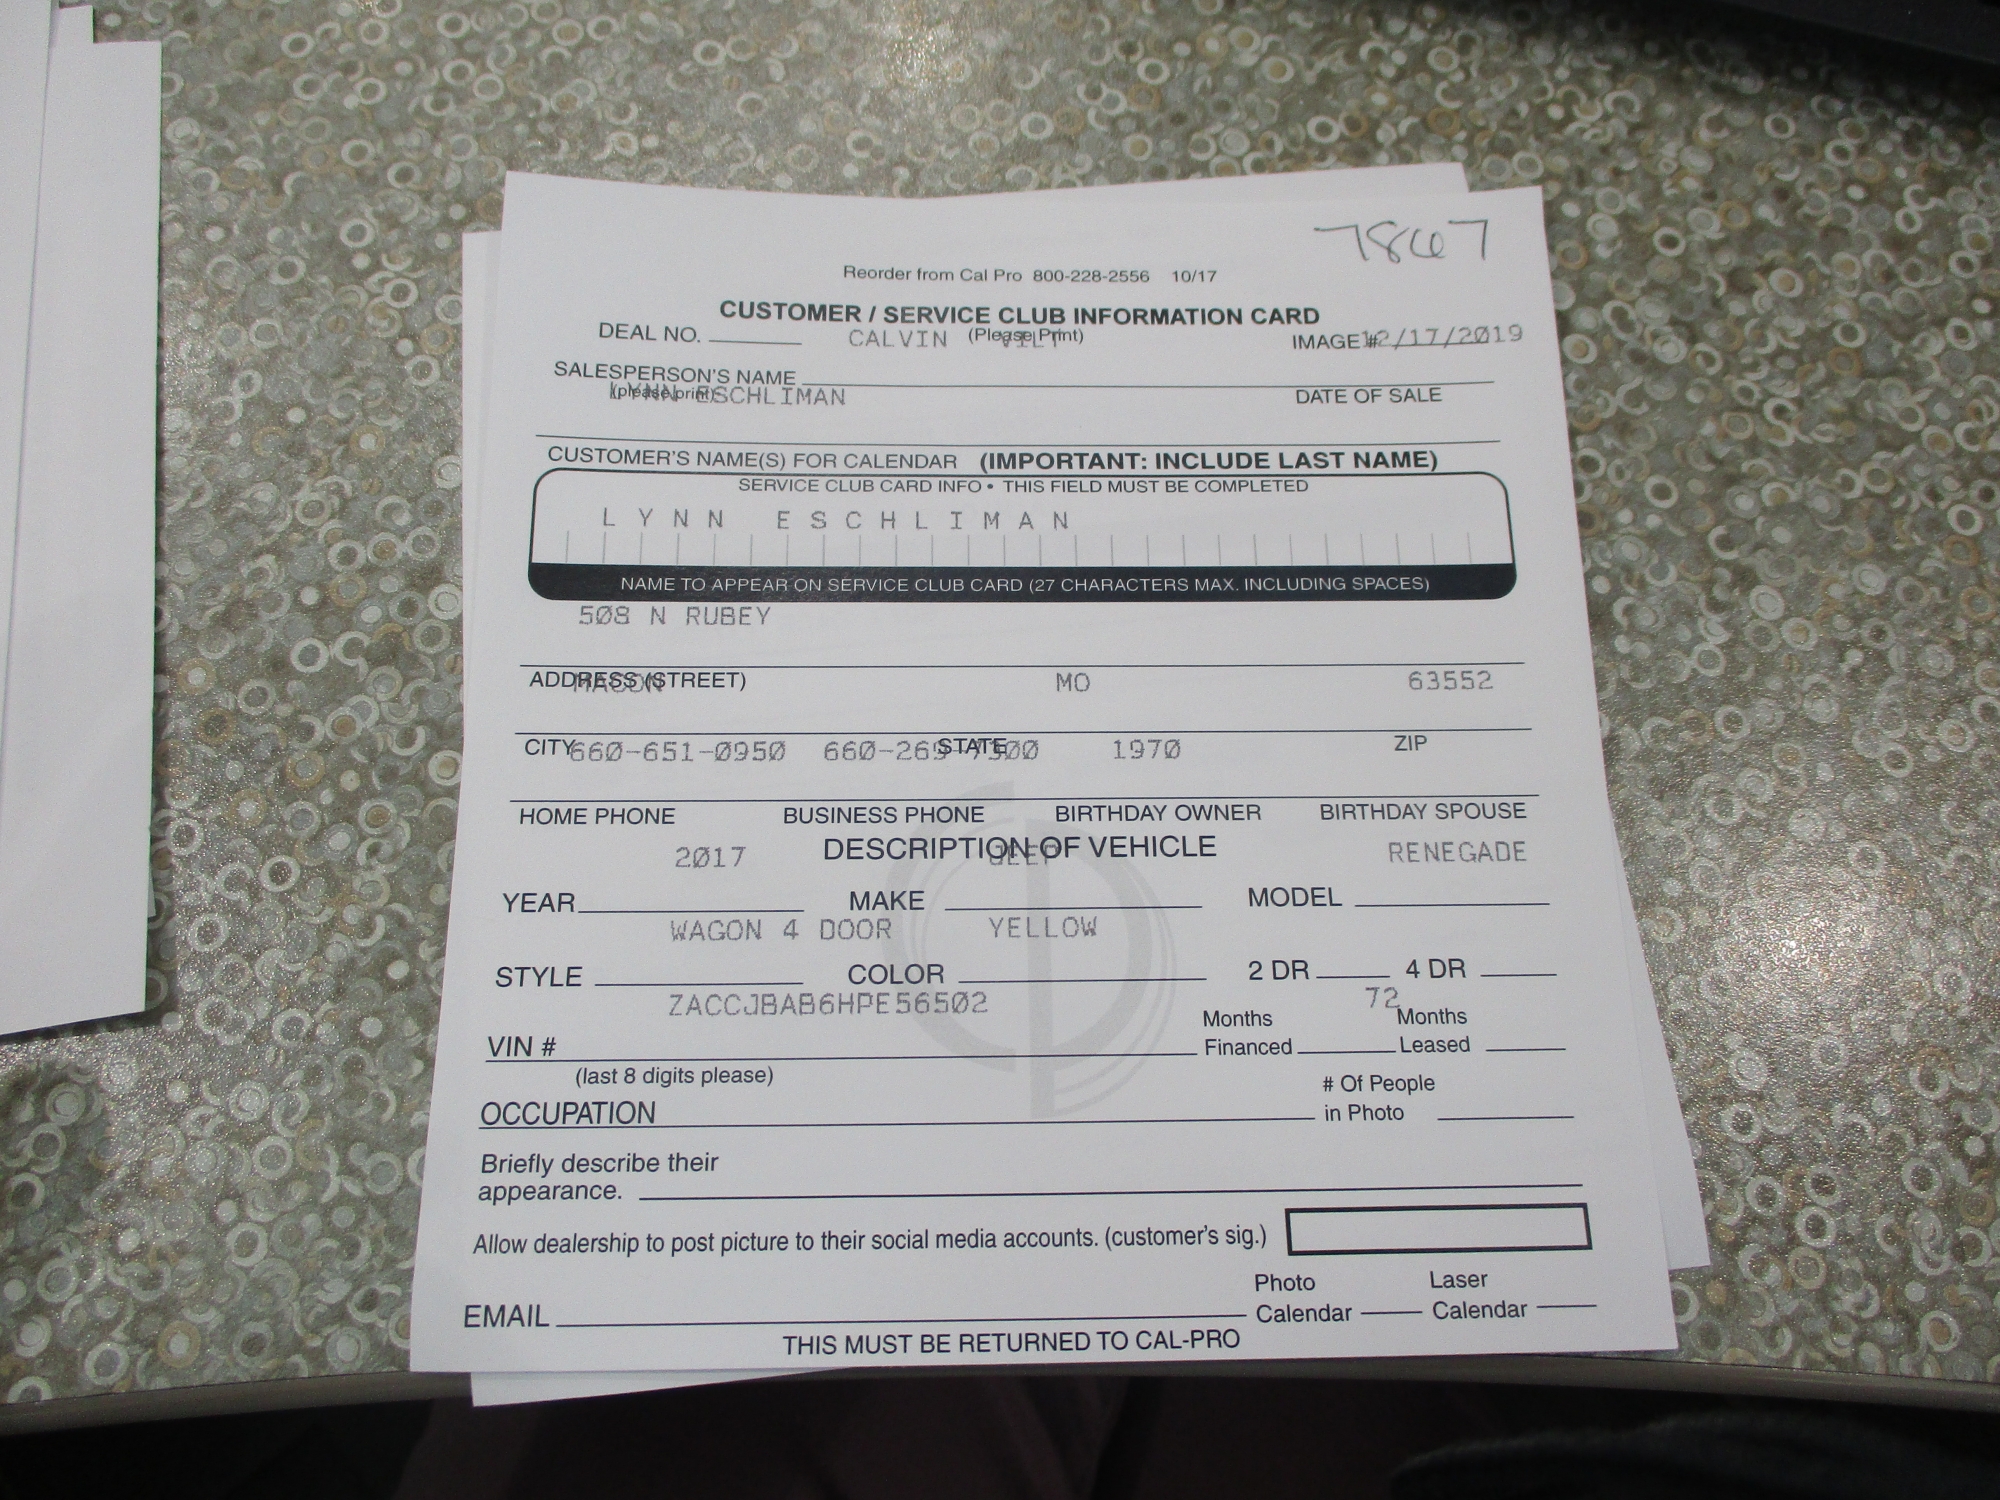 7867
Reorder from Cal Pro 800-228-2556 10/17
CUSTOMER / SERVICE CLUB INFORMATION CARD
DEAL NO. CALVIN (Please Print) IMAGE # 12/17/2019
SALESPERSON'S NAME
(please print) LYNN ESCHLIMAN DATE OF SALE
CUSTOMER'S NAME(S) FOR CALENDAR (IMPORTANT: INCLUDE LAST NAME)
SERVICE CLUB CARD INFO • THIS FIELD MUST BE COMPLETED
LYNN ESCHLIMAN
NAME TO APPEAR ON SERVICE CLUB CARD (27 CHARACTERS MAX. INCLUDING SPACES)
508 N RUBEY
ADDRESS (STREET) MACON MO 63552
CITY 660-651-0950 STATE 1970 ZIP
HOME PHONE BUSINESS PHONE BIRTHDAY OWNER BIRTHDAY SPOUSE
2017 DESCRIPTION OF VEHICLE JEEP RENEGADE
YEAR MAKE MODEL
WAGON 4 DOOR YELLOW
STYLE COLOR 2 DR 4 DR
ZACCJBAB6HPE56502 72
VIN # Months Financed Months Leased
(last 8 digits please)
OCCUPATION # Of People in Photo
Briefly describe their
appearance.
Allow dealership to post picture to their social media accounts. (customer's sig.)
EMAIL Photo Calendar Laser Calendar
THIS MUST BE RETURNED TO CAL-PRO